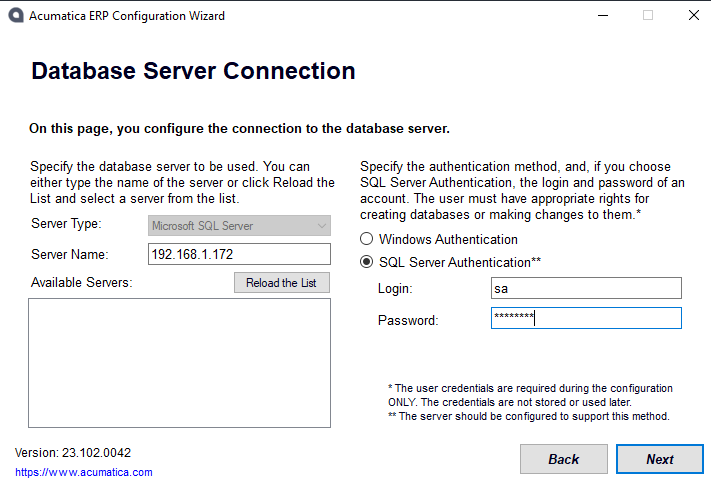 Acumatica ERP Configuration Wizard
Database Server Connection
On this page, you configure the connection to the database server.
Specify the database server to be used. You can
either type the name of the server or click Reload the
List and select a server from the list.
Server Type:
Microsoft SQL Server
Server Name:
192.168.1.172
Available Servers:
Reload the List
Specify the authentication method, and, if you choose
SQL Server Authentication, the login and password of an
account. The user must have appropriate rights for
creating databases or making changes to them.*
Windows Authentication
SQL Server Authentication**
Login:
sa
Password:
********
* The user credentials are required during the configuration
ONLY. The credentials are not stored or used later.
** The server should be configured to support this method.
Version: 23.102.0042
https://www.acumatica.com
Back
Next